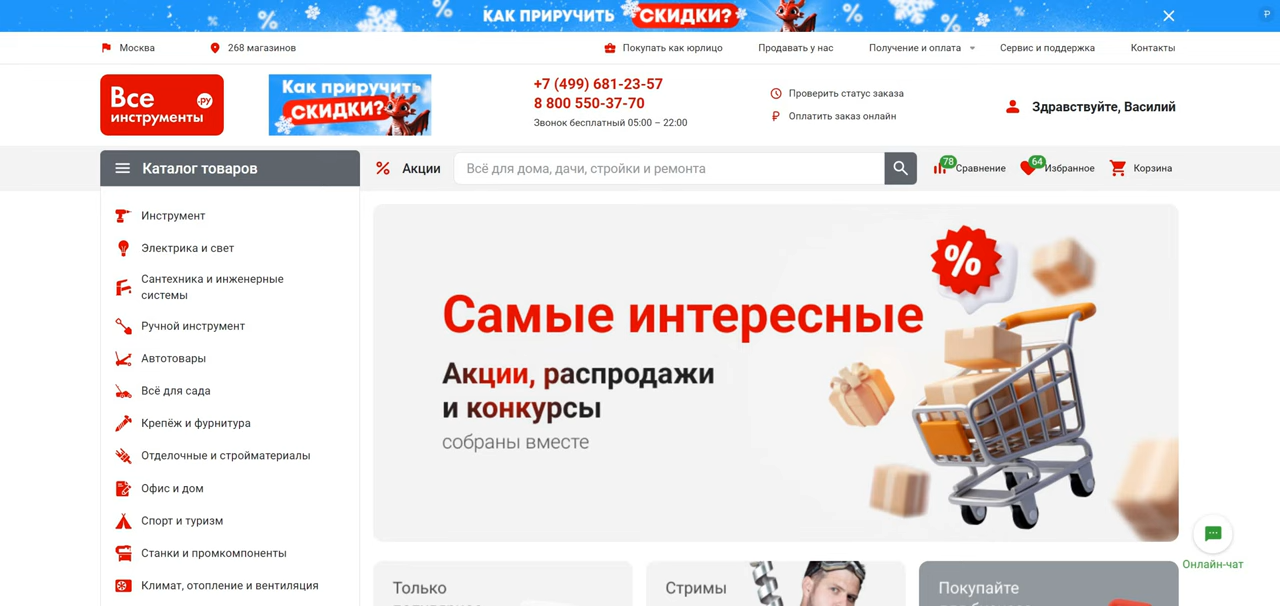 КАК ПРИРУЧИТЬ СКИДКИ?
Москва
268 магазинов
Покупать как юрлицо
Продавать у нас
Получение и оплата
Сервис и поддержка
Контакты
Все
инструменты
.ру
Как приручить
СКИДКИ?
+7 (499) 681-23-57
8 800 550-37-70
Звонок бесплатный 05:00 – 22:00
Проверить статус заказа
Оплатить заказ онлайн
Здравствуйте, Василий
Каталог товаров
Акции
Всё для дома, дачи, стройки и ремонта
78
Сравнение
64
Избранное
Корзина
Инструмент
Электрика и свет
Сантехника и инженерные
системы
Ручной инструмент
Автотовары
Всё для сада
Крепёж и фурнитура
Отделочные и стройматериалы
Офис и дом
Спорт и туризм
Станки и промкомпоненты
Климат, отопление и вентиляция
%
Самые интересные
Акции, распродажи
и конкурсы
собраны вместе
Онлайн-чат
Только
Стримы
Покупайте